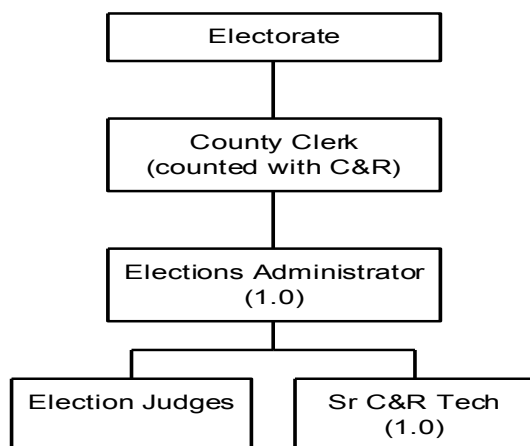 Electorate
County Clerk
(counted with C&R)
Elections Administrator
(1.0)
Election Judges
Sr C&R Tech
(1.0)